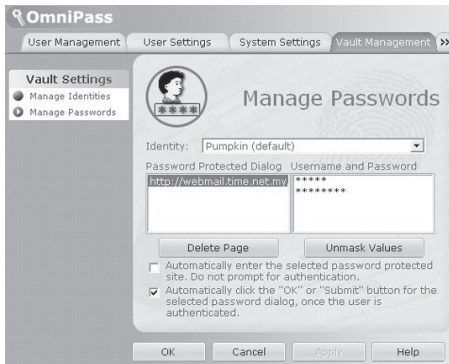 OmniPass
User Management User Settings System Settings Vault Management >>
Vault Settings
Manage Identities
Manage Passwords
****
Manage Passwords
Identity: Pumpkin (default)
Password Protected Dialog Username and Password
http://webmail.time.net.my *****
********
Delete Page Unmask Values
Automatically enter the selected password protected
site. Do not prompt for authentication.
Automatically click the "OK" or "Submit" button for the
selected password dialog, once the user is
authenticated.
OK Cancel Apply Help